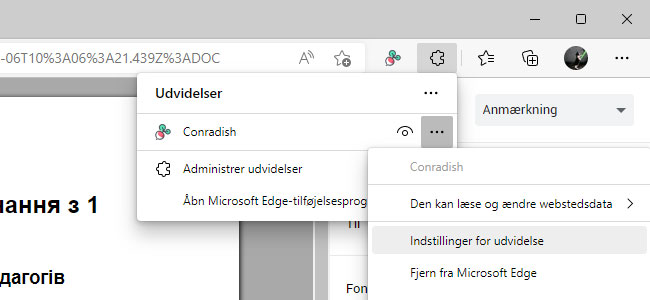 -06T10%3A06%3A21.439Z%3ADOC
Udvidelser
Conradish
Administrer udvidelser
Åbn Microsoft Edge-tilføjelsesprog
Anmærkning
Conradish
Den kan læse og ændre webstedsdata
Indstillinger for udvidelse
Fjern fra Microsoft Edge
ання з 1
дагогів
Til
Fon